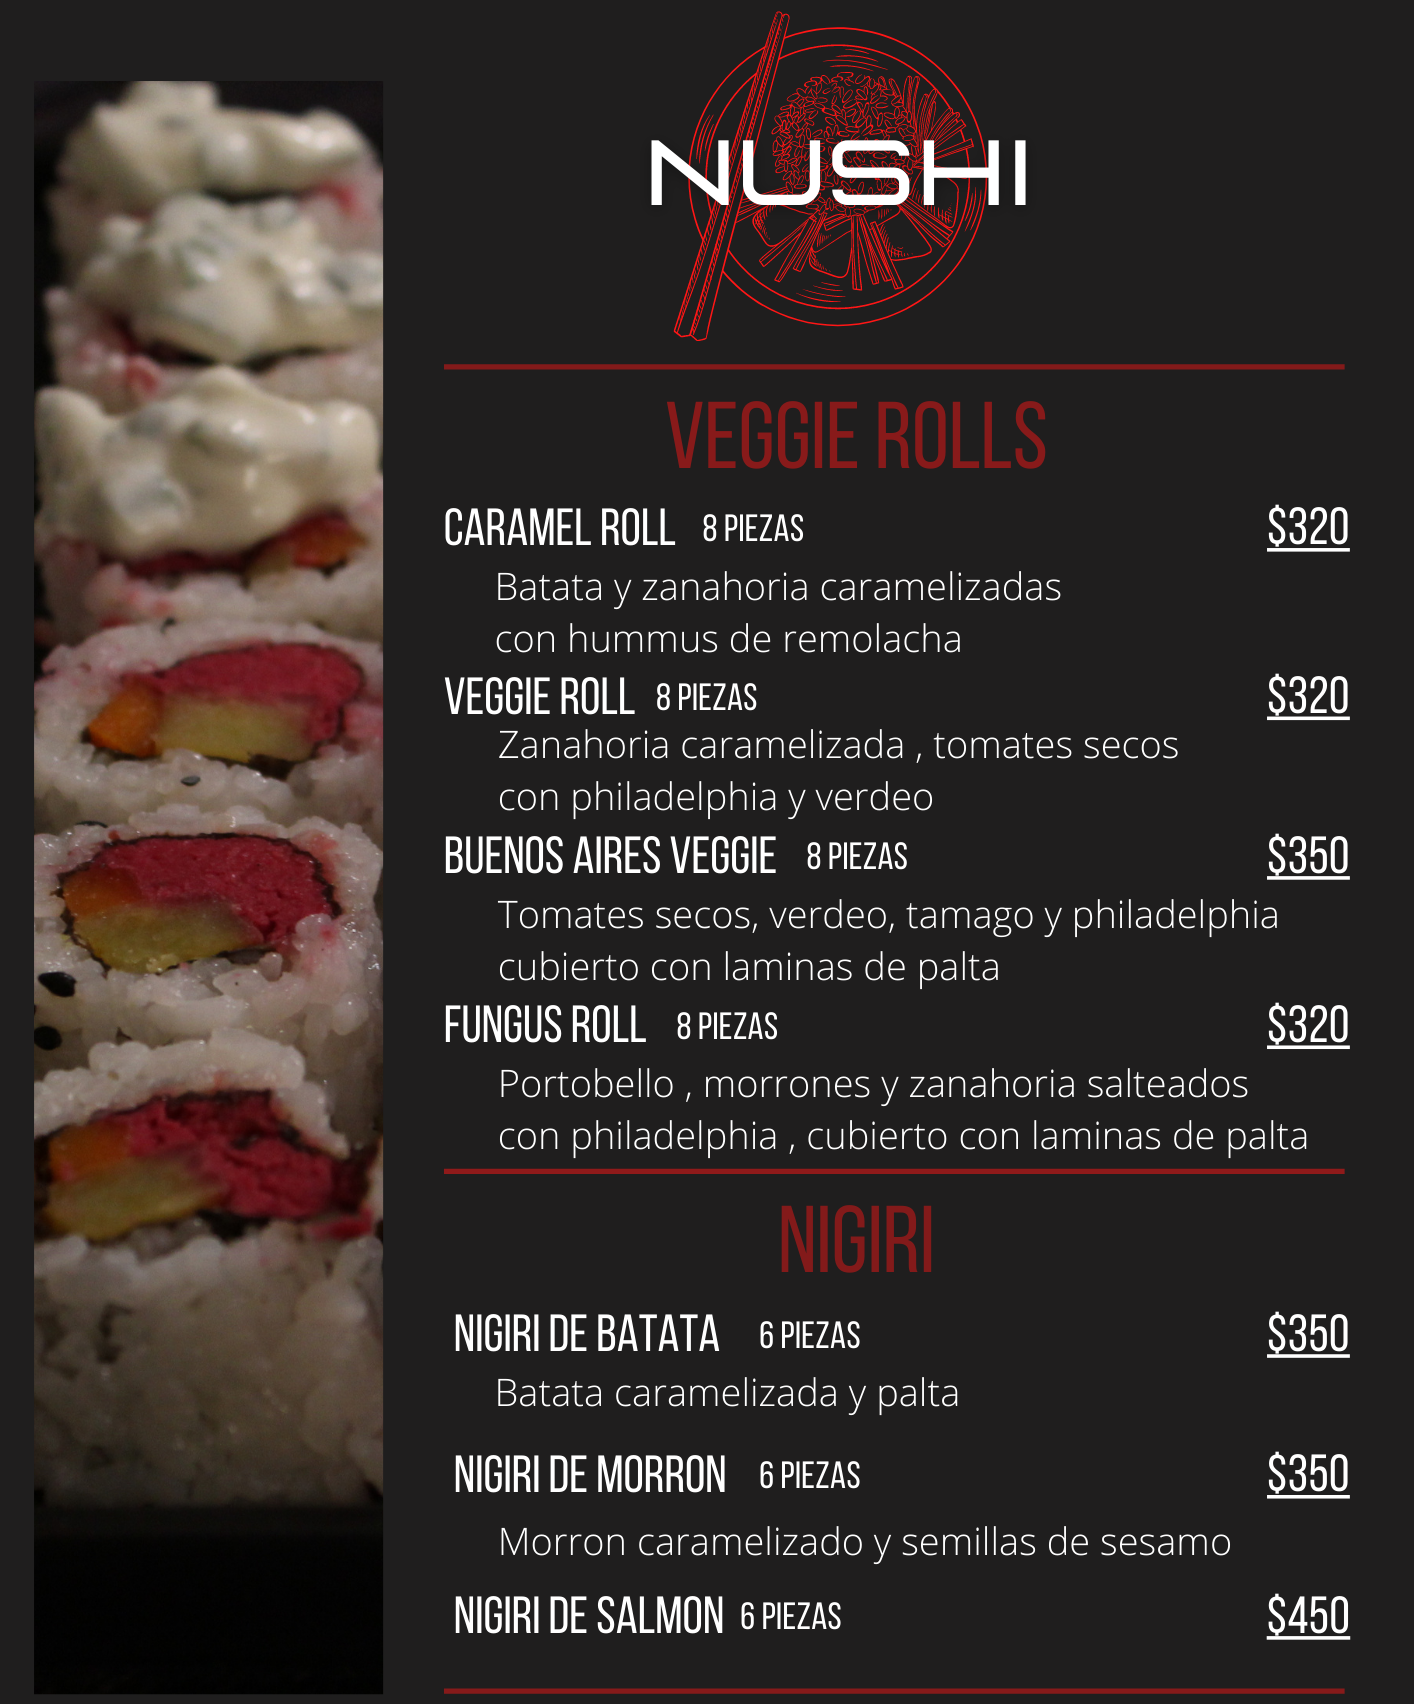 NUSHI
VEGGIE ROLLS
CARAMEL ROLL 8 PIEZAS $320
Batata y zanahoria caramelizadas
con hummus de remolacha
VEGGIE ROLL 8 PIEZAS $320
Zanahoria caramelizada , tomates secos
con philadelphia y verdeo
BUENOS AIRES VEGGIE 8 PIEZAS $350
Tomates secos, verdeo, tamago y philadelphia
cubierto con laminas de palta
FUNGUS ROLL 8 PIEZAS $320
Portobello , morrones y zanahoria salteados
con philadelphia , cubierto con laminas de palta
NIGIRI
NIGIRI DE BATATA 6 PIEZAS $350
Batata caramelizada y palta
NIGIRI DE MORRON 6 PIEZAS $350
Morron caramelizado y semillas de sesamo
NIGIRI DE SALMON 6 PIEZAS $450